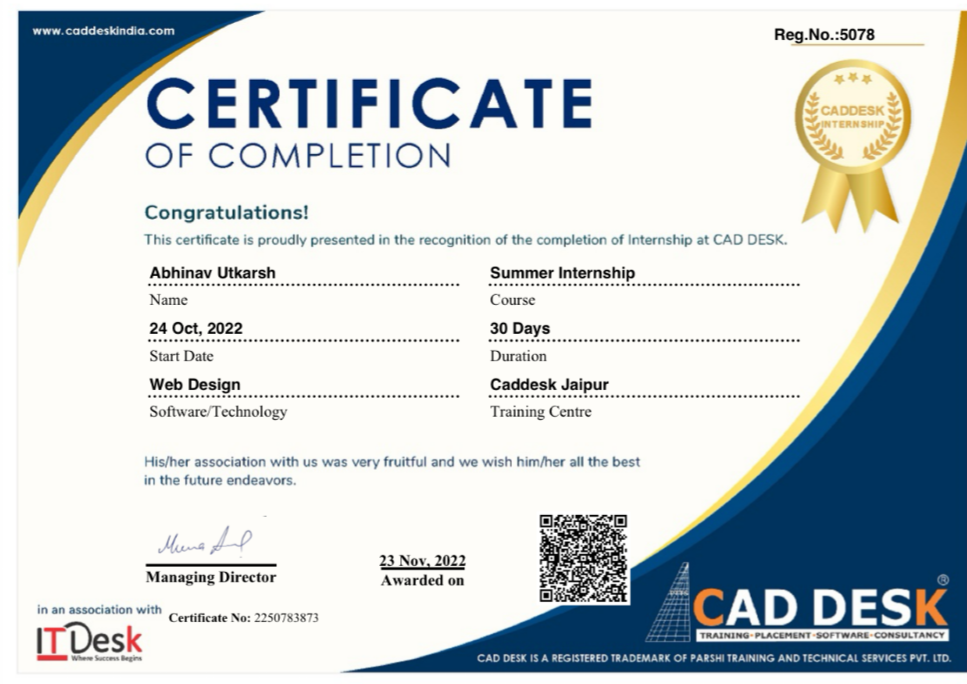 www.caddeskindia.com
Reg.No.:5078
CERTIFICATE
OF COMPLETION
CADDESK
INTERNSHIP
Congratulations!
This certificate is proudly presented in the recognition of the completion of Internship at CAD DESK.
Abhinav Utkarsh
Name
Summer Internship
Course
24 Oct, 2022
Start Date
30 Days
Duration
Web Design
Software/Technology
Caddesk Jaipur
Training Centre
His/her association with us was very fruitful and we wish him/her all the best
in the future endeavors.
Managing Director
23 Nov, 2022
Awarded on
in an association with
Certificate No: 2250783873
ITDesk
Where Success Begins
CAD DESK®
TRAINING-PLACEMENT-SOFTWARE-CONSULTANCY
CAD DESK IS A REGISTERED TRADEMARK OF PARSHI TRAINING AND TECHNICAL SERVICES PVT. LTD.